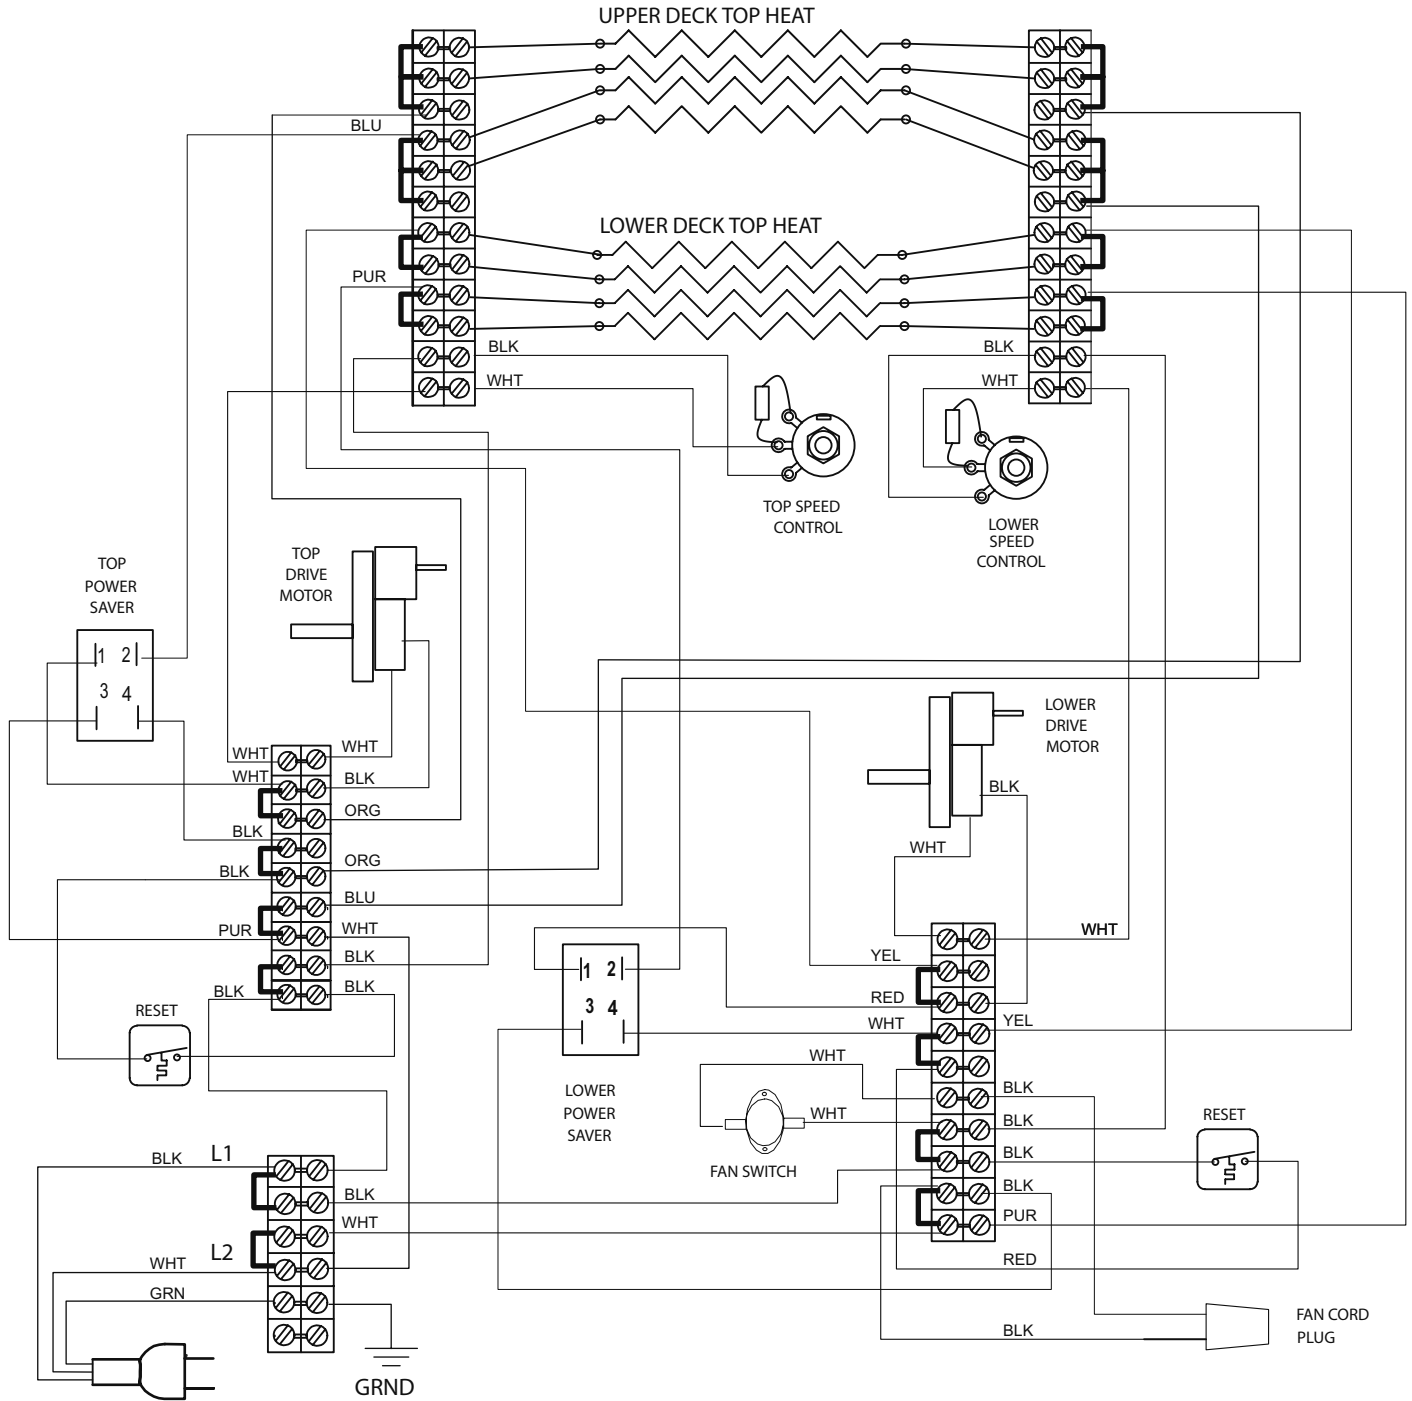 UPPER DECK TOP HEAT
BLU
LOWER DECK TOP HEAT
PUR
BLK
BLK
WHT
WHT
TOP SPEED
CONTROL
LOWER
SPEED
CONTROL
TOP
POWER
SAVER
TOP
DRIVE
MOTOR
1 2
3 4
LOWER
DRIVE
MOTOR
WHT
WHT
WHT
BLK
BLK
ORG
BLK
WHT
BLK
ORG
BLU
PUR
WHT
WHT
BLK
YEL
BLK
BLK
1 2
3 4
RED
RESET
WHT
YEL
WHT
BLK
LOWER
POWER
SAVER
WHT
BLK
RESET
FAN SWITCH
BLK
L1
BLK
BLK
BLK
WHT
PUR
L2
WHT
RED
GRN
FAN CORD
PLUG
BLK
GRND